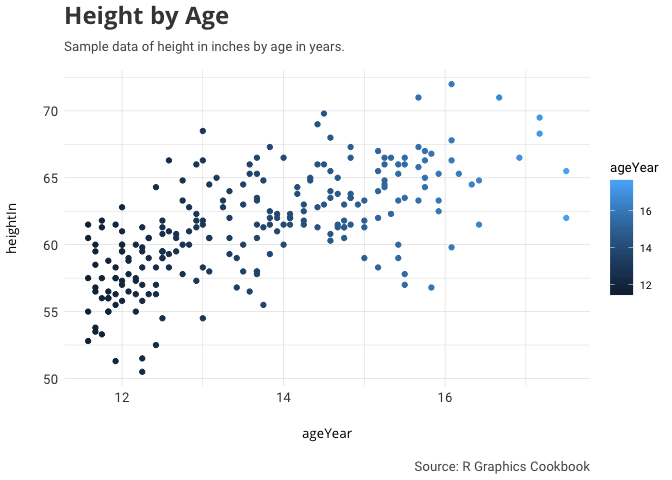 Height by Age
Sample data of height in inches by age in years.
heightIn
70
65
60
55
50
12
14
16
ageYear
ageYear
16
14
12
Source: R Graphics Cookbook